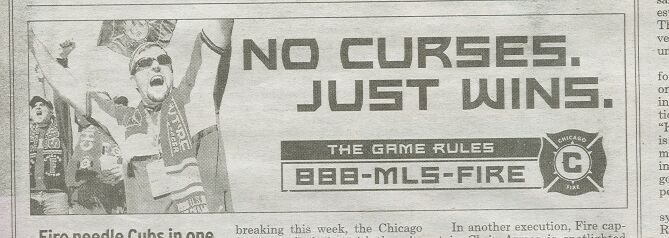 NO CURSES.
JUST WINS.
THE GAME RULES
888-MLS-FIRE
CHICAGO
C
FIRE
Fire needle Cubs in one
breaking this week, the Chicago
In another execution, Fire cap-